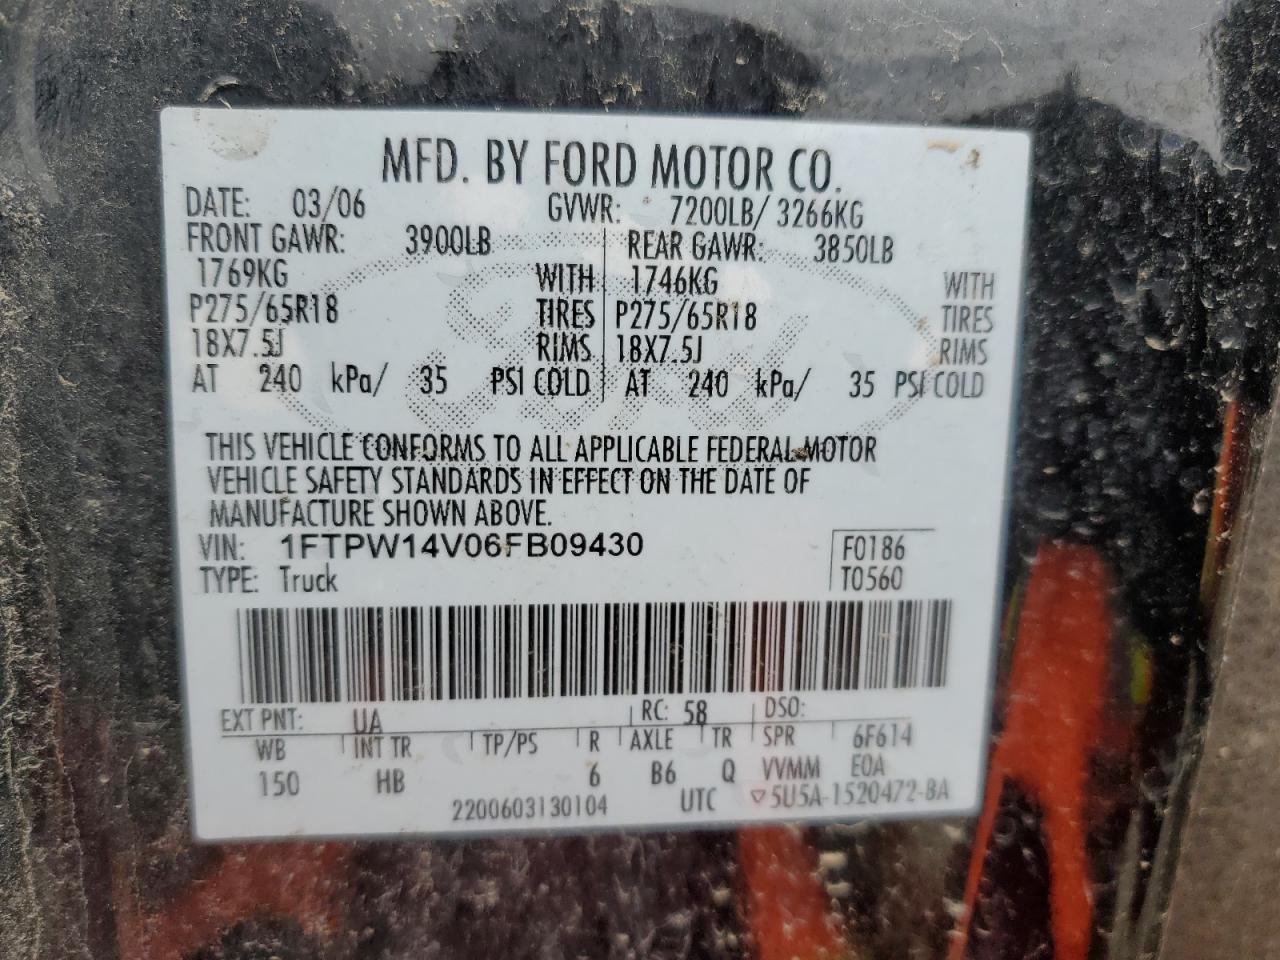 MFD. BY FORD MOTOR CO.
DATE: 03/06 GVWR: 7200LB/ 3266KG
FRONT GAWR: 3900LB REAR GAWR: 3850LB
1769KG WITH 1746KG WITH
P275/65R18 TIRES P275/65R18 TIRES
18X7.5J RIMS 18X7.5J RIMS
AT 240 kPa/ 35 PSI COLD AT 240 kPa/ 35 PSI COLD
THIS VEHICLE CONFORMS TO ALL APPLICABLE FEDERAL MOTOR
VEHICLE SAFETY STANDARDS IN EFFECT ON THE DATE OF
MANUFACTURE SHOWN ABOVE.
VIN: 1FTPW14V06FB09430 F0186
TYPE: Truck T0560
EXT PNT: UA RC: 58 DSO:
WB INT TR TP/PS R AXLE TR SPR 6F614
150 HB 6 B6 Q VVMM E0A
2200603130104 UTC ▽5U5A-1520472-BA